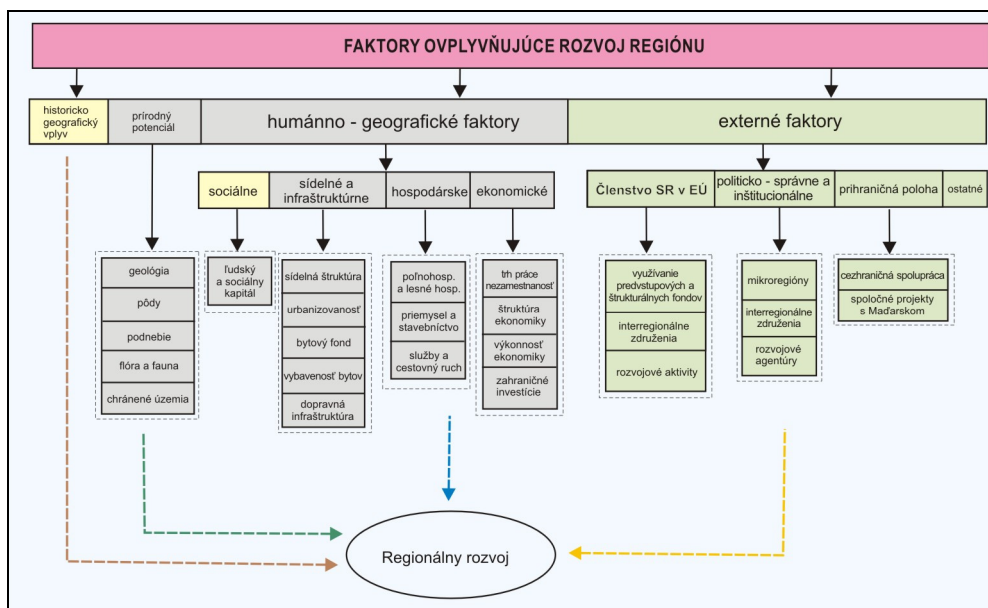 FAKTORY OVPLYVŇUJÚCE ROZVOJ REGIÓNU
historicko
geografický
vplyv
prírodný
potenciál
humánno - geografické faktory
externé faktory
sociálne
sídelné a
infraštruktúrne
hospodárske
ekonomické
Členstvo SR v EÚ
politicko - správne a
inštitucionálne
prihraničná poloha
ostatné
geológia
pôdy
podnebie
flóra a fauna
chránené územia
ľudský
a sociálny
kapitál
sídelná štruktúra
urbanizovanosť
bytový fond
vybavenosť bytov
dopravná
infraštruktúra
poľnohosp.
a lesné hosp.
priemysel a
stavebníctvo
služby a
cestovný ruch
trh práce
nezamestnanosť
štruktúra
ekonomiky
výkonnosť
ekonomiky
zahraničné
investície
využívanie
predvstupových a
štrukturálnych fondov
interregionálne
združenia
rozvojové aktivity
mikroregióny
interregionálne
združenia
rozvojové
agentúry
cezhraničná spolupráca
spoločné projekty
s Maďarskom
Regionálny rozvoj